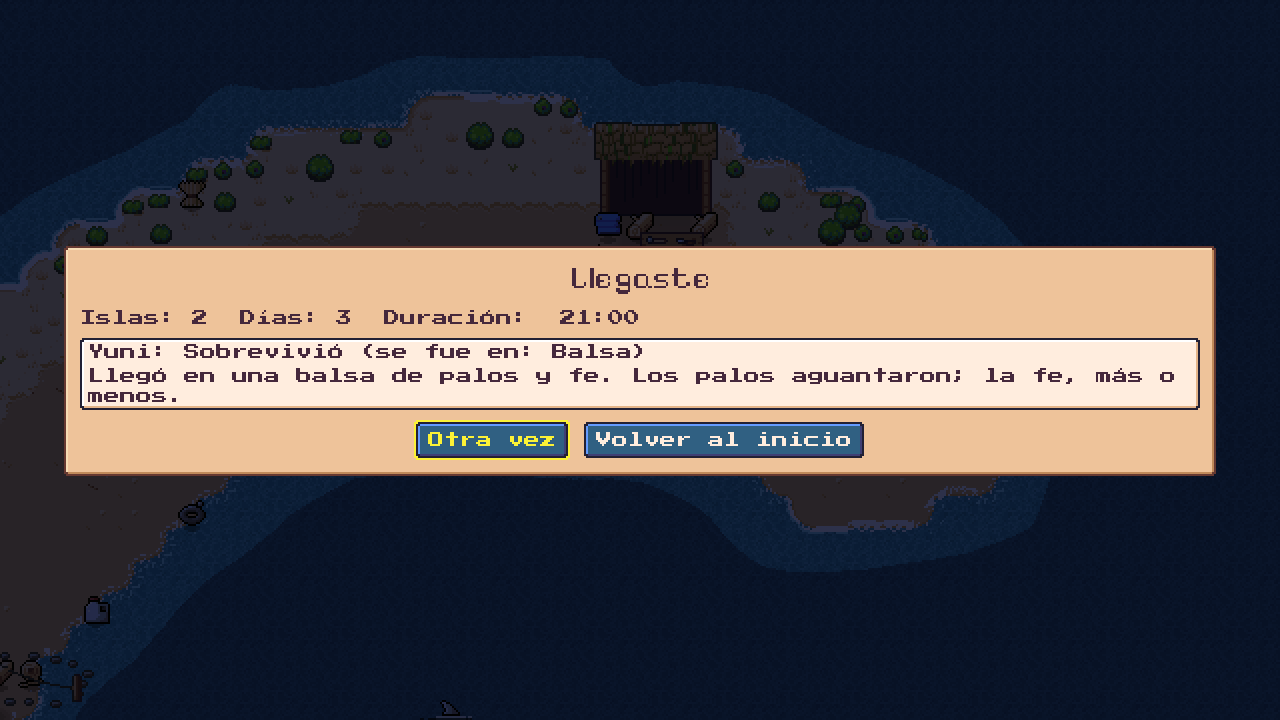 Llegaste
Islas: 2  Días: 3  Duración:  21:00
Yuni: Sobrevivió (se fue en: Balsa)
Llegó en una balsa de palos y fe. Los palos aguantaron; la fe, más o
menos.
Otra vez  Volver al inicio